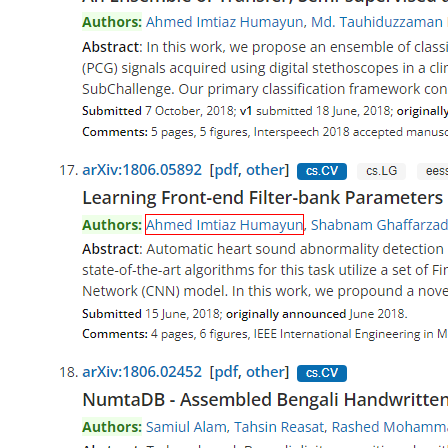 Authors: Ahmed Imtiaz Humayun, Md. Tauhiduzzaman
Abstract: In this work, we propose an ensemble of classi
(PCG) signals acquired using digital stethoscopes in a cli
SubChallenge. Our primary classification framework con
Submitted 7 October, 2018; v1 submitted 18 June, 2018; originally
Comments: 5 pages, 5 figures, Interspeech 2018 accepted manusc
17. arXiv:1806.05892 [pdf, other] cs.CV cs.LG eess
Learning Front-end Filter-bank Parameters
Authors: Ahmed Imtiaz Humayun, Shabnam Ghaffarzad
Abstract: Automatic heart sound abnormality detection
state-of-the-art algorithms for this task utilize a set of Fi
Network (CNN) model. In this work, we propound a nove
Submitted 15 June, 2018; originally announced June 2018.
Comments: 4 pages, 6 figures, IEEE International Engineering in M
18. arXiv:1806.02452 [pdf, other] cs.CV
NumtaDB - Assembled Bengali Handwritten
Authors: Samiul Alam, Tahsin Reasat, Rashed Mohamm